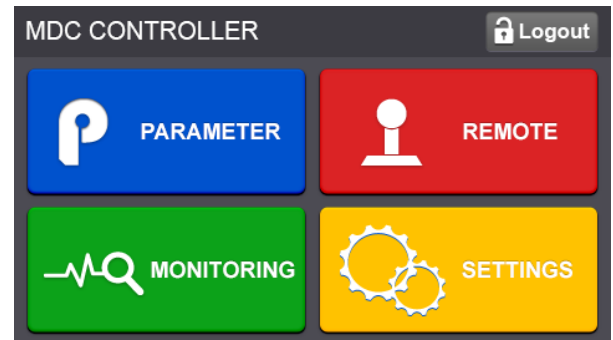 MDC CONTROLLER
Logout
PARAMETER
REMOTE
MONITORING
SETTINGS